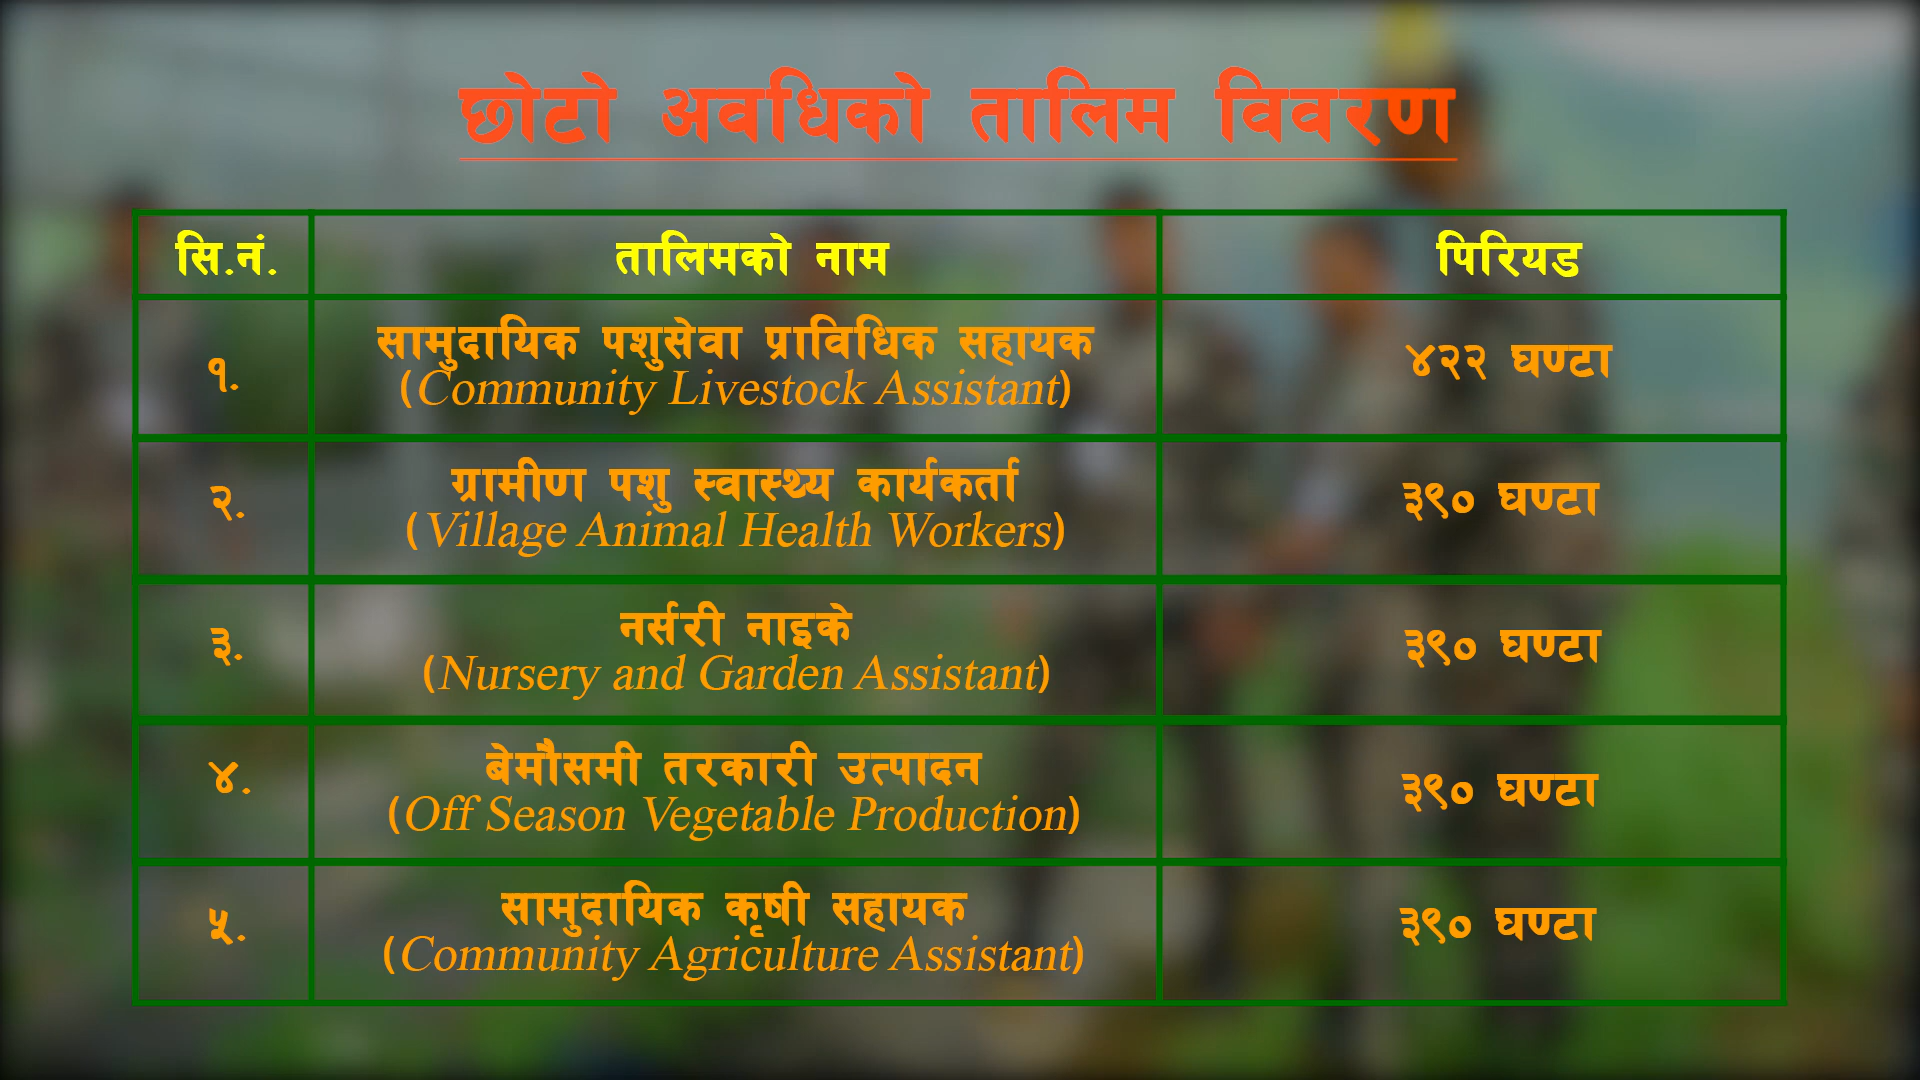 छोटो अवधिको तालिम विवरण
सि.नं. तालिमको नाम पिरियड
१. सामुदायिक पशुसेवा प्राविधिक सहायक ४२२ घण्टा
(Community Livestock Assistant)
२. ग्रामीण पशु स्वास्थ्य कार्यकर्ता ३९० घण्टा
(Village Animal Health Workers)
३. नर्सरी नाइके ३९० घण्टा
(Nursery and Garden Assistant)
४. बेमौसमी तरकारी उत्पादन ३९० घण्टा
(Off Season Vegetable Production)
५. सामुदायिक कृषी सहायक ३९० घण्टा
(Community Agriculture Assistant)